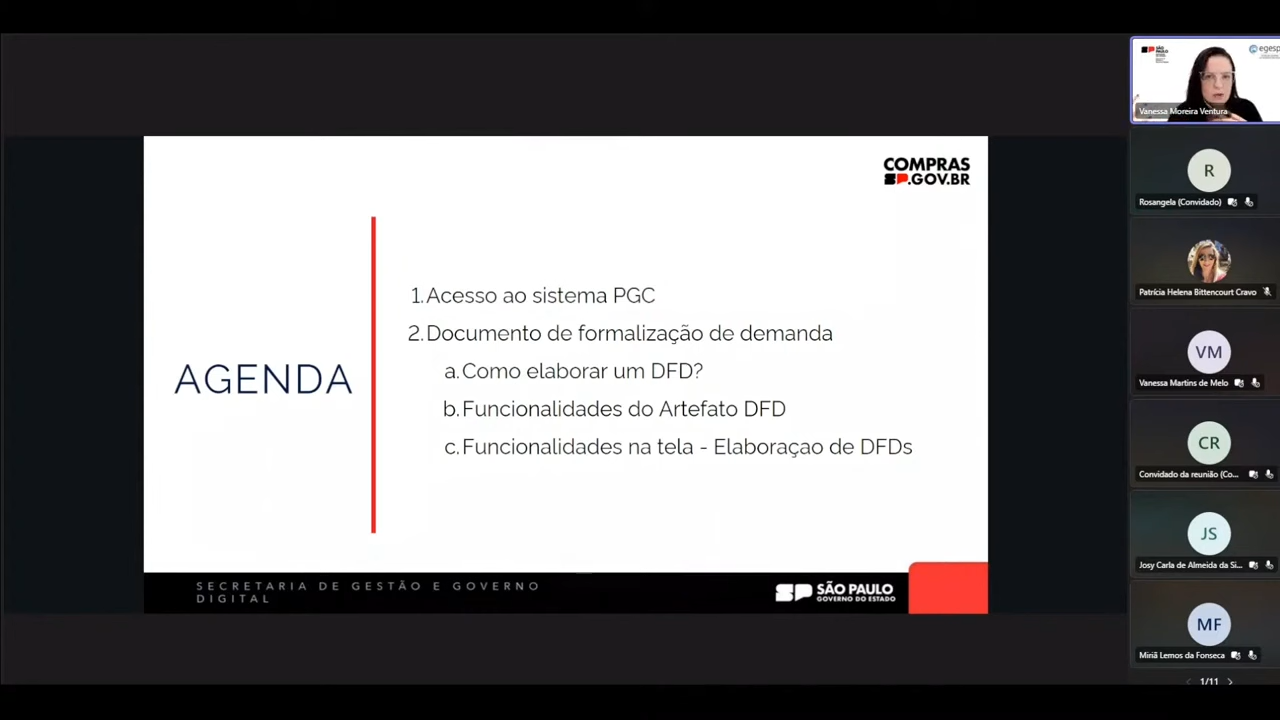 COMPRAS
SP.GOV.BR
AGENDA
1. Acesso ao sistema PGC
2. Documento de formalização de demanda
a. Como elaborar um DFD?
b. Funcionalidades do Artefato DFD
c. Funcionalidades na tela - Elaboraçao de DFDs
SECRETARIA DE GESTÃO E GOVERNO
DIGITAL
SÃO PAULO
GOVERNO DO ESTADO
SÃO
PAULO
egesp
Vanessa Moreira Ventura
R
Rosangela (Convidado)
Patrícia Helena Bittencourt Cravo
VM
Vanessa Martins de Melo
CR
Convidado da reunião (Co...
JS
Josy Carla de Almeida da Si...
MF
Miriã Lemos da Fonseca
1/11